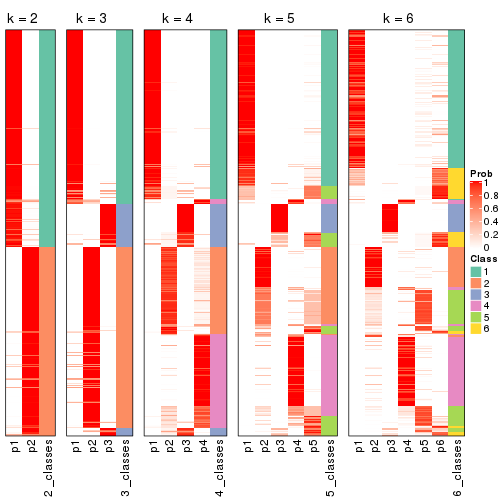 k = 2
k = 3
k = 4
k = 5
k = 6
Prob
1
0.8
0.6
0.4
0.2
0
Class
1
2
3
4
5
6
p1
p2
2_classes
p1
p2
p3
3_classes
p1
p2
p3
p4
4_classes
p1
p2
p3
p4
p5
5_classes
p1
p2
p3
p4
p5
p6
6_classes